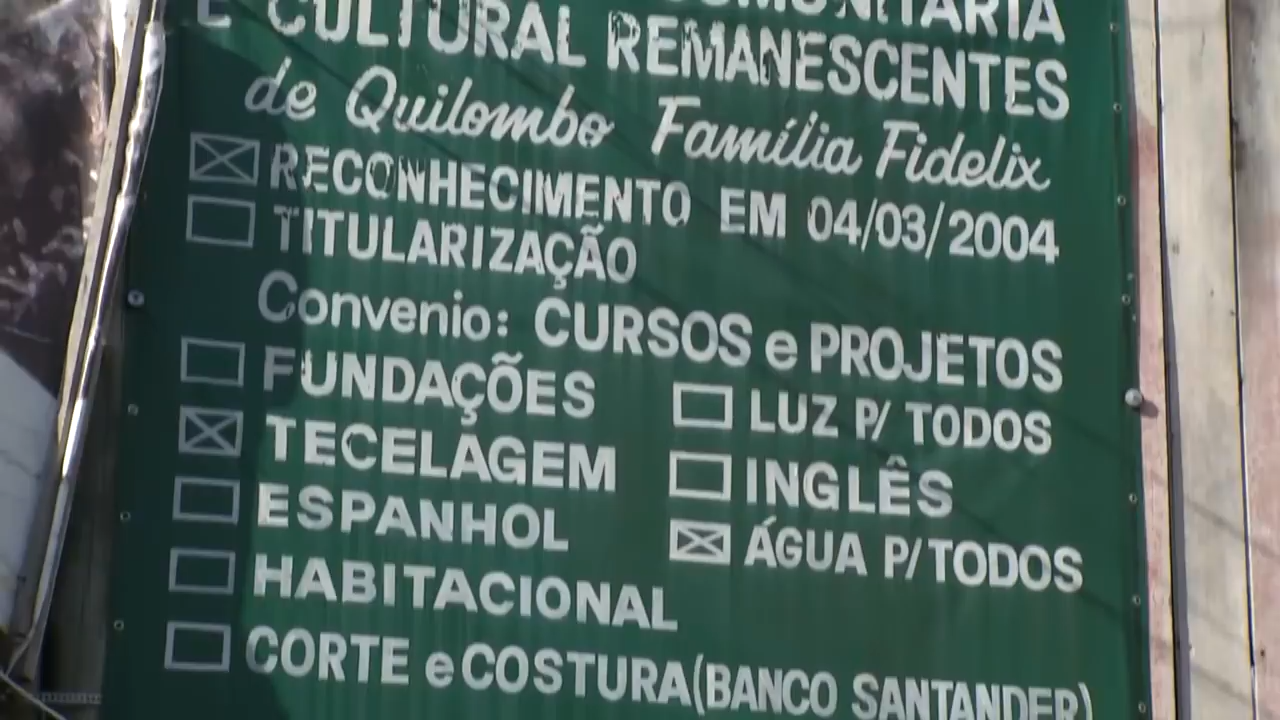 E CULTURAL REMANESCENTES
de Quilombo Família Fidelix
RECONHECIMENTO EM 04/03/2004
TITULARIZAÇÃO
Convenio: CURSOS e PROJETOS
FUNDAÇÕES
TECELAGEM
ESPANHOL
HABITACIONAL
CORTE e COSTURA (BANCO SANTANDER)
LUZ P/ TODOS
INGLÊS
ÁGUA P/ TODOS